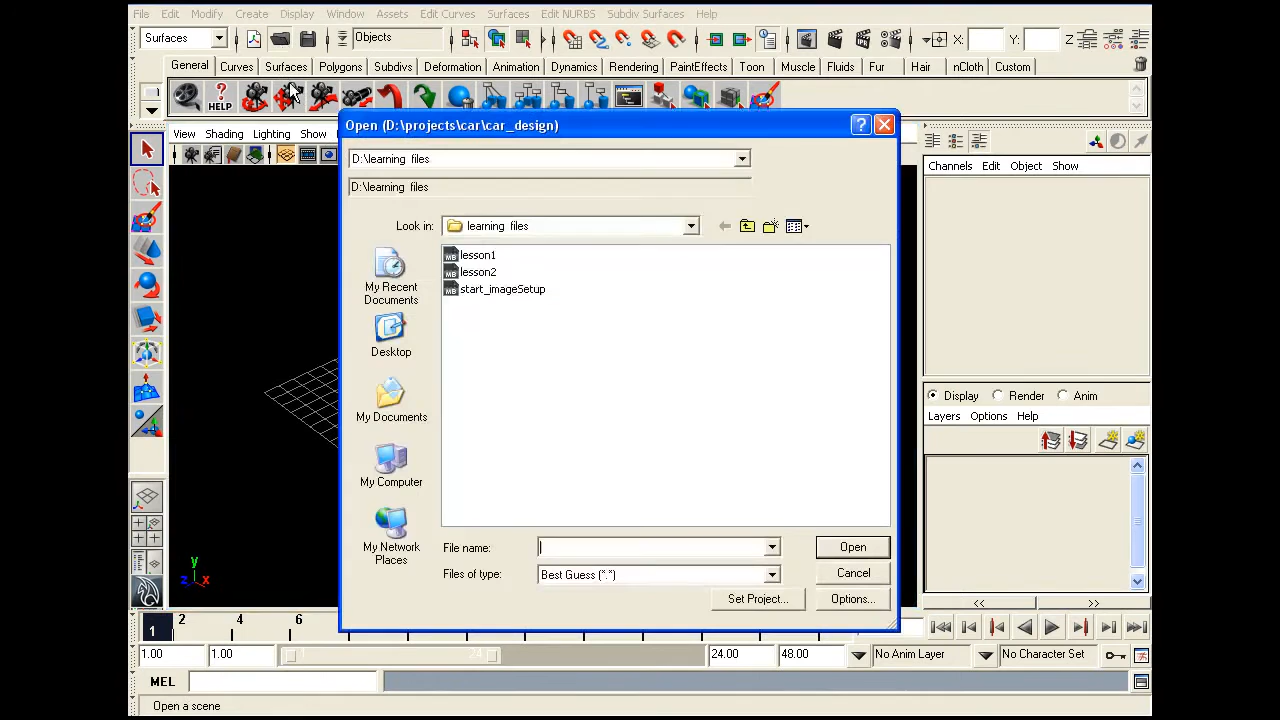 File Edit Modify Create Display Window Assets Edit Curves Surfaces Edit NURBS Subdiv Surfaces Help
Surfaces Objects X: Y: Z:
General Curves Surfaces Polygons Subdivs Deformation Animation Dynamics Rendering PaintEffects Toon Muscle Fluids Fur Hair nCloth Custom
HELP
Open (D:\projects\car\car_design)
View Shading Lighting Show
D:\learning files
Channels Edit Object Show
D:\learning files
Look in: learning files
lesson1
lesson2
start_imageSetup
My Recent
Documents
Desktop
My Documents
My Computer
My Network
Places
Display Render Anim
Layers Options Help
File name: Open
Files of type: Best Guess (*.*) Cancel
Set Project... Options...
y
z x
1 2 4 6
1.00 1.00 1 24 24.00 48.00 No Anim Layer No Character Set
MEL
Open a scene